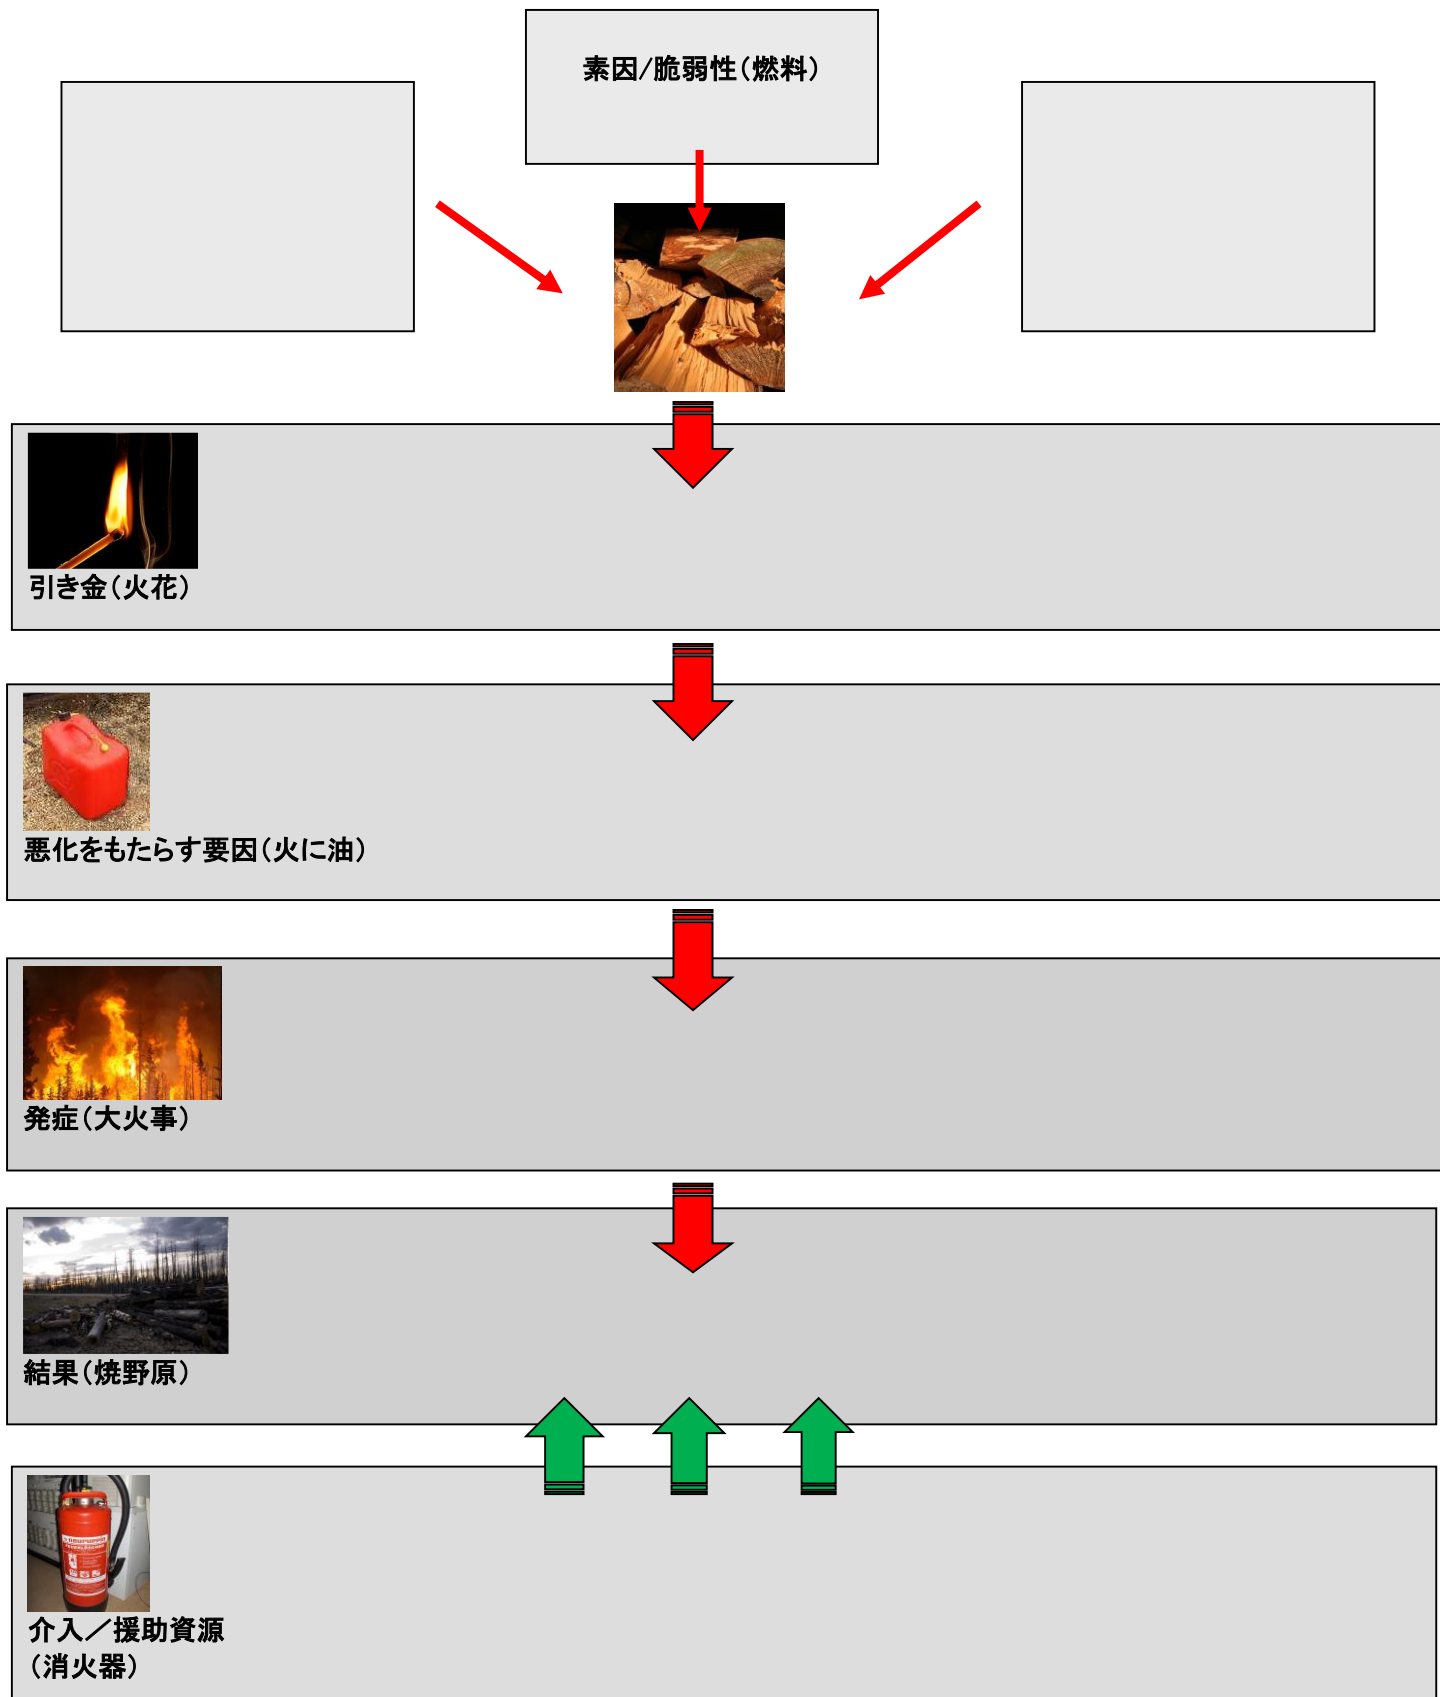 素因/脆弱性（燃料）
引き金（火花）
悪化をもたらす要因（火に油）
発症（大火事）
結果（焼野原）
介入／援助資源
（消火器）